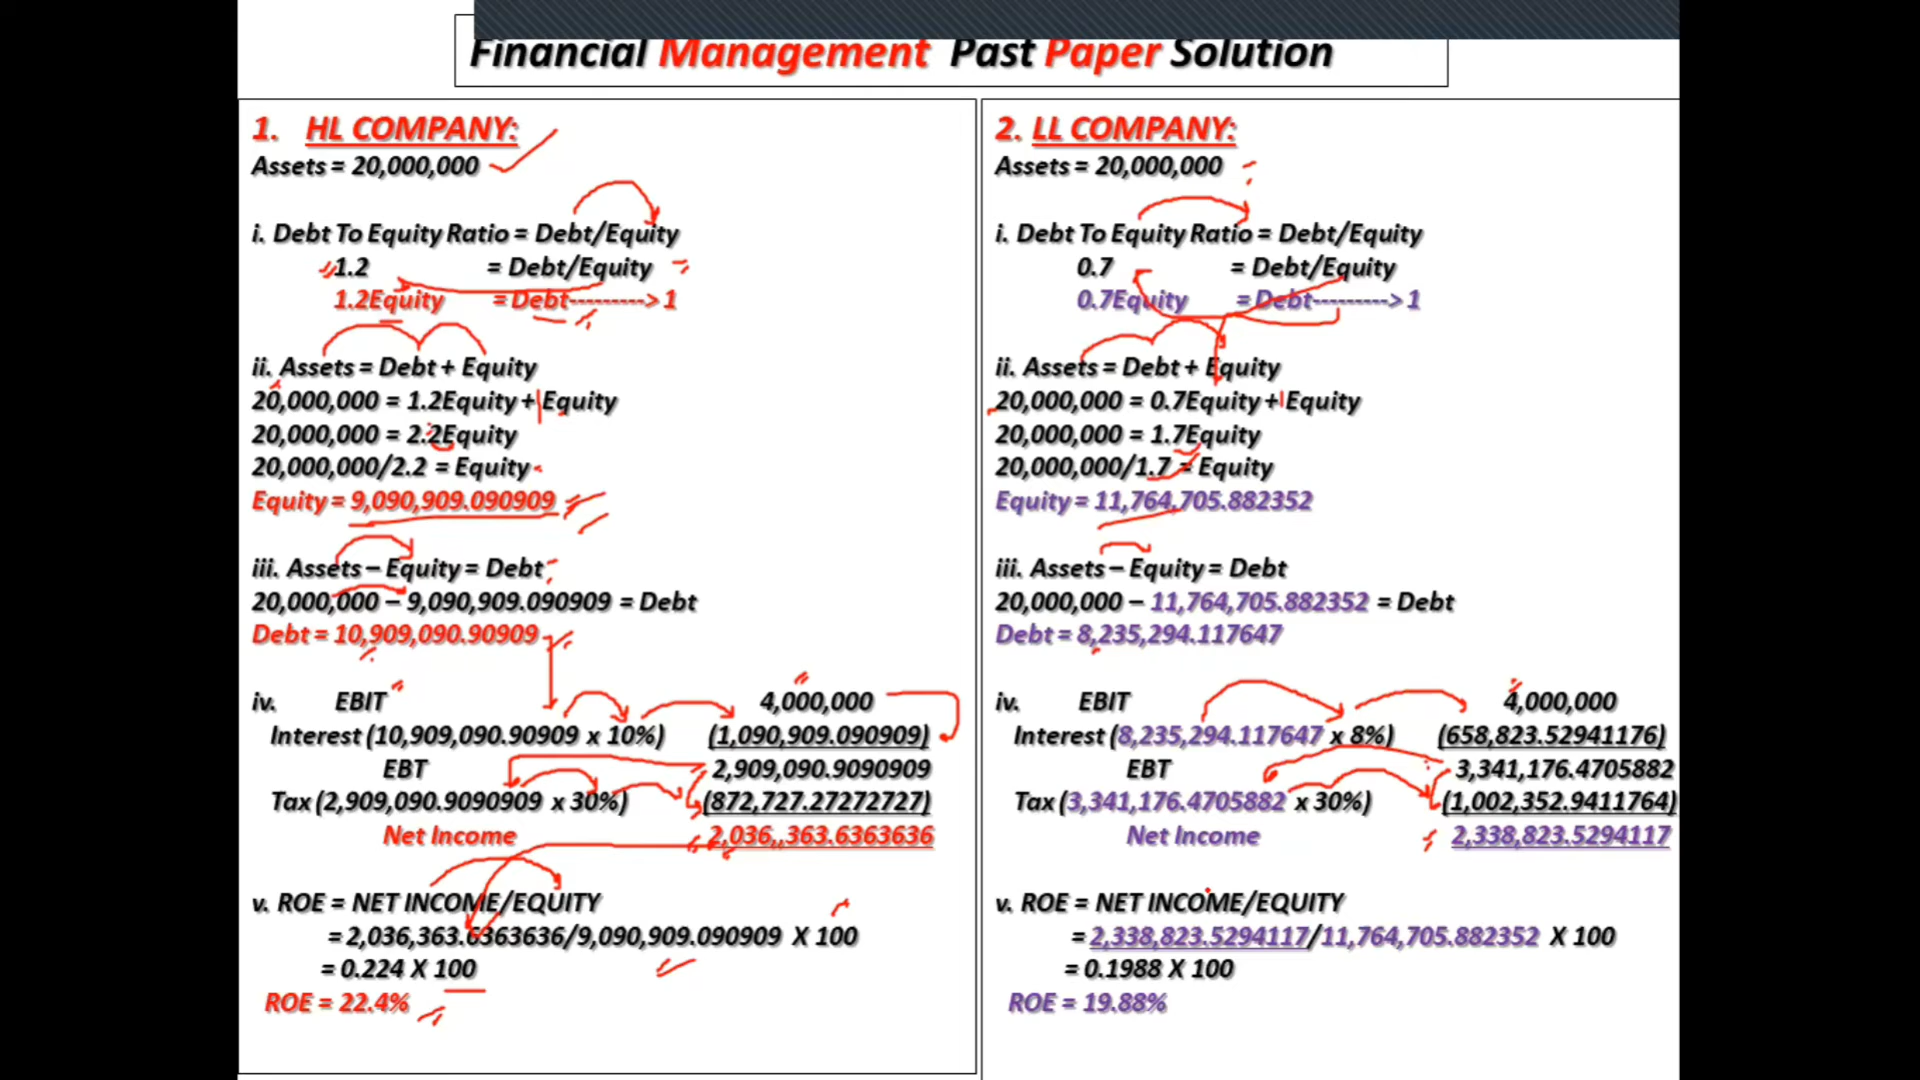 Financial Management Past Paper Solution
1. HL COMPANY:
Assets = 20,000,000
i. Debt To Equity Ratio = Debt/Equity
1.2 = Debt/Equity
1.2Equity = Debt---------> 1
ii. Assets = Debt + Equity
20,000,000 = 1.2Equity + Equity
20,000,000 = 2.2Equity
20,000,000/2.2 = Equity
Equity = 9,090,909.090909
iii. Assets – Equity = Debt
20,000,000 – 9,090,909.090909 = Debt
Debt = 10,909,090.90909
iv. EBIT 4,000,000
Interest (10,909,090.90909 x 10%) (1,090,909.090909)
EBT 2,909,090.9090909
Tax (2,909,090.9090909 x 30%) (872,727.27272727)
Net Income 2,036,,363.6363636
v. ROE = NET INCOME/EQUITY
= 2,036,363.6363636/9,090,909.090909 X 100
= 0.224 X 100
ROE = 22.4%
2. LL COMPANY:
Assets = 20,000,000
i. Debt To Equity Ratio = Debt/Equity
0.7 = Debt/Equity
0.7Equity = Debt---------> 1
ii. Assets = Debt + Equity
20,000,000 = 0.7Equity + Equity
20,000,000 = 1.7Equity
20,000,000/1.7 = Equity
Equity = 11,764,705.882352
iii. Assets – Equity = Debt
20,000,000 – 11,764,705.882352 = Debt
Debt = 8,235,294.117647
iv. EBIT 4,000,000
Interest (8,235,294.117647 x 8%) (658,823.52941176)
EBT 3,341,176.4705882
Tax (3,341,176.4705882 x 30%) (1,002,352.9411764)
Net Income 2,338,823.5294117
v. ROE = NET INCOME/EQUITY
= 2,338,823.5294117/11,764,705.882352 X 100
= 0.1988 X 100
ROE = 19.88%